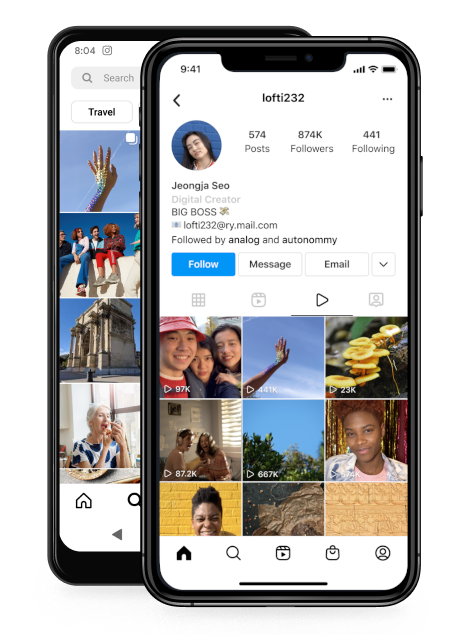 8:04
Search
Travel
9:41
lofti232
574 874K 441
Posts Followers Following
Jeongja Seo
Digital Creator
BIG BOSS
lofti232@ry.mail.com
Followed by analog and autonommy
Follow Message Email
97K 441K 23K
87.2K 667K